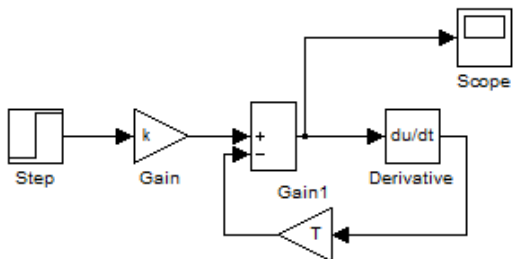 Scope
Step
k
Gain
+
−
Gain1
du/dt
Derivative
T